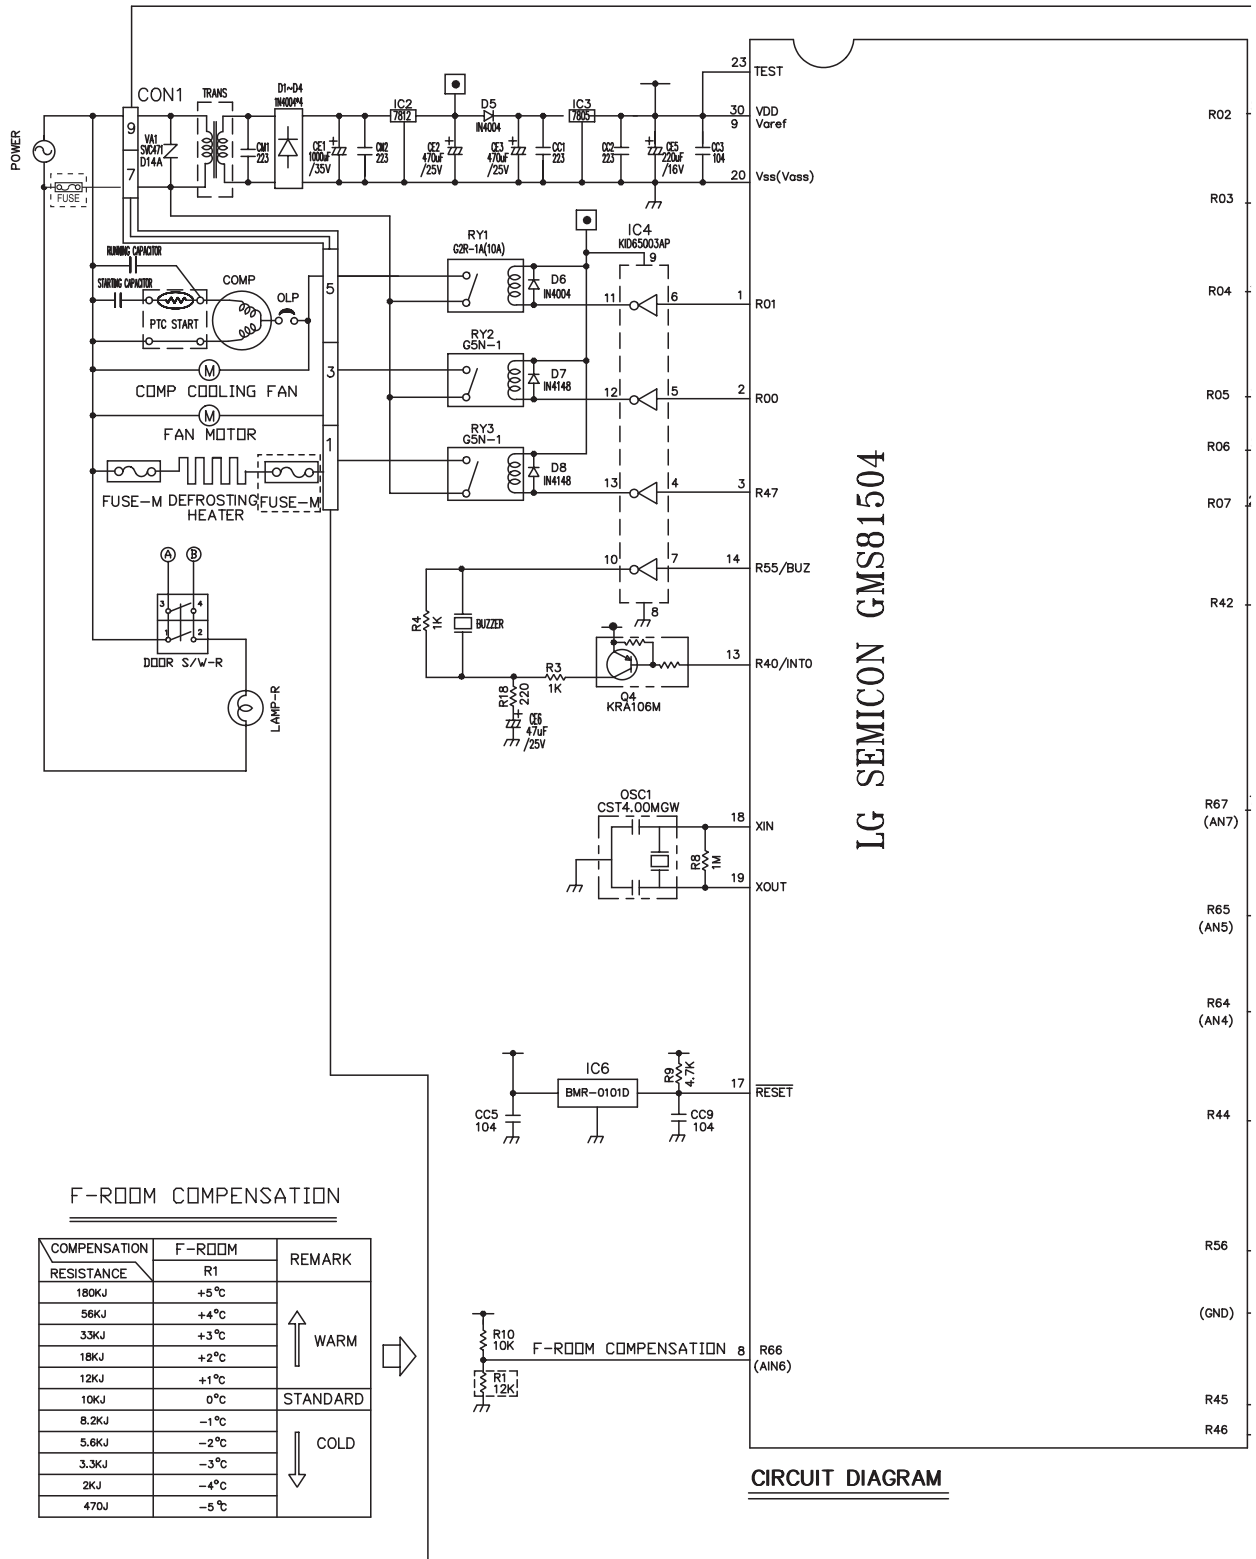 POWER
FUSE
CON1
9
7
VA1
SVC471
D14A
TRANS
CM1
223
D1~D4
1N4004*4
CE1
1000uF
/35V
CM2
223
IC2
7812
CE2
470uF
/25V
D5
IN4004
CE3
470uF
/25V
CC1
223
IC3
7805
CC2
223
CE5
220uF
/16V
CC3
104
23
TEST
30
VDD
9
Varef
20
Vss(Vass)
RUNNING CAPACITOR
STARTING CAPACITOR
PTC START
COMP
OLP
5
M
COMP COOLING FAN
3
M
FAN MOTOR
1
FUSE-M
DEFROSTING
HEATER
FUSE-M
RY1
G2R-1A(10A)
D6
IN4004
RY2
G5N-1
D7
IN4148
RY3
G5N-1
D8
IN4148
IC4
KID65003AP
9
11
6
1
R01
12
5
2
R00
13
4
3
R47
10
7
14
R55/BUZ
8
A
B
3
4
1
2
DOOR S/W-R
LAMP-R
R4
1K
BUZZER
R18
220
CE6
47uF
/25V
R3
1K
Q4
KRA106M
13
R40/INT0
OSC1
CST4.00MGW
R8
1M
18
XIN
19
XOUT
CC5
104
IC6
BMR-0101D
R9
4.7K
CC9
104
17
RESET
R10
10K
R1
12K
F-ROOM COMPENSATION
8
R66
(AIN6)
LG SEMICON GMS81504
R02
R03
R04
R05
R06
R07
R42
R67
(AN7)
R65
(AN5)
R64
(AN4)
R44
R56
(GND)
R45
R46
F-ROOM COMPENSATION
COMPENSATION
RESISTANCE
F-ROOM
R1
REMARK
180KJ +5°C
56KJ +4°C
33KJ +3°C
18KJ +2°C
12KJ +1°C
WARM
10KJ 0°C STANDARD
8.2KJ -1°C
5.6KJ -2°C
3.3KJ -3°C
2KJ -4°C
470J -5°C
COLD
CIRCUIT DIAGRAM